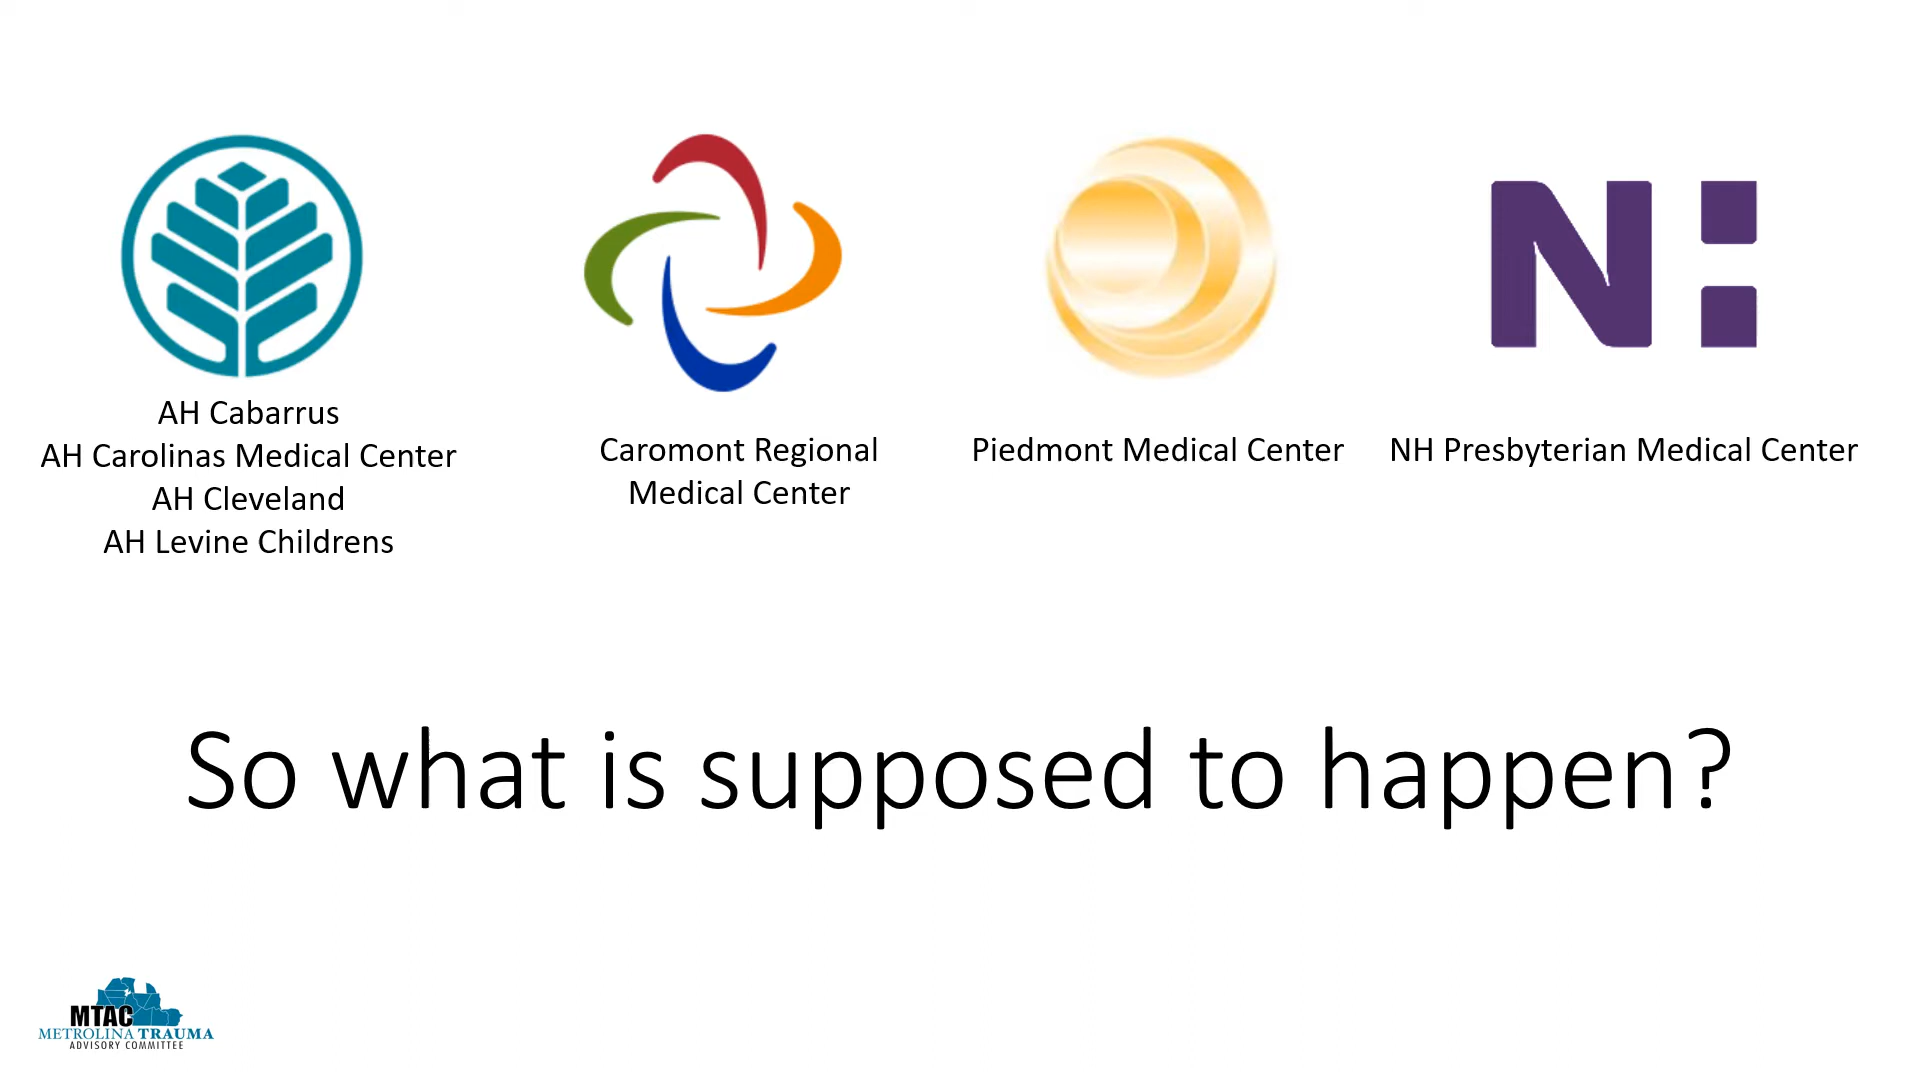 AH Cabarrus
AH Carolinas Medical Center
AH Cleveland
AH Levine Childrens
Caromont Regional
Medical Center
Piedmont Medical Center
NH Presbyterian Medical Center
So what is supposed to happen?
MTAC
METROLINA TRAUMA
ADVISORY COMMITTEE